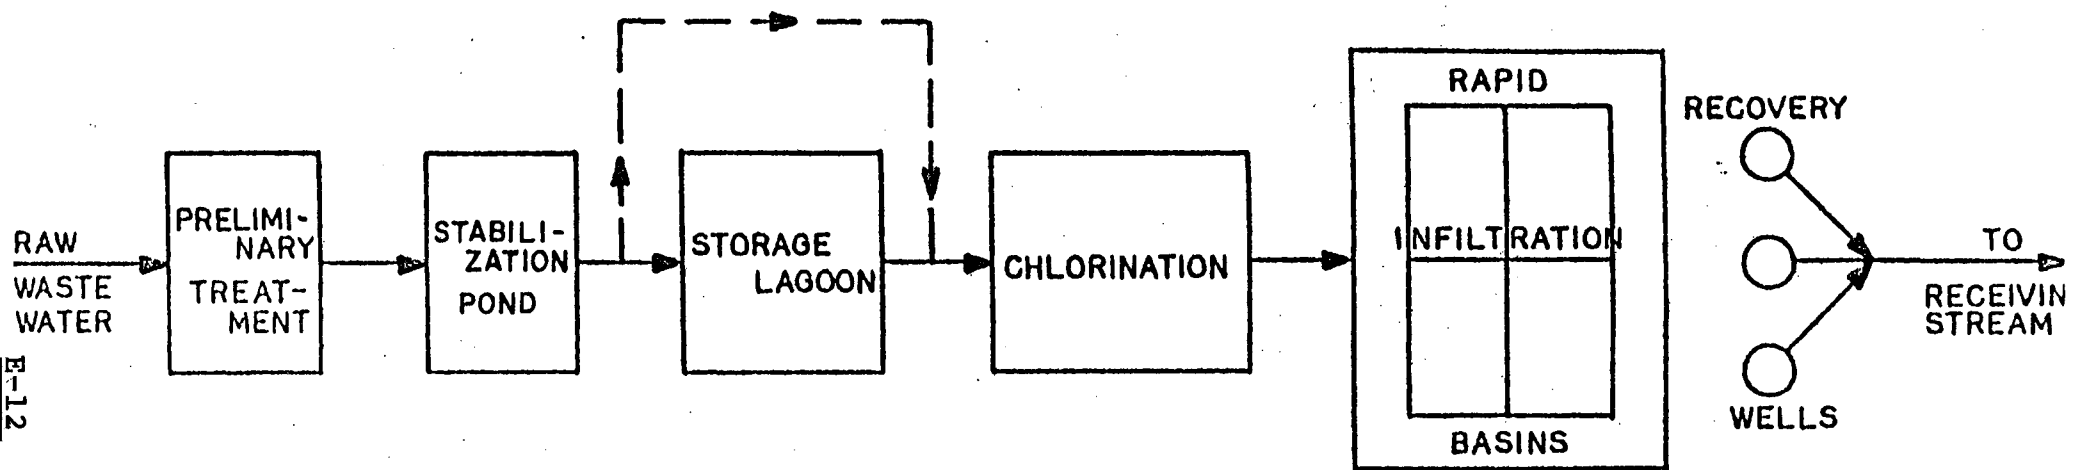 RAW
WASTE
WATER
PRELIMI-
NARY
TREAT-
MENT
STABILI-
ZATION
POND
STORAGE
LAGOON
CHLORINATION
RAPID
INFILTRATION
BASINS
RECOVERY
WELLS
TO
RECEIVIN
STREAM
E-12